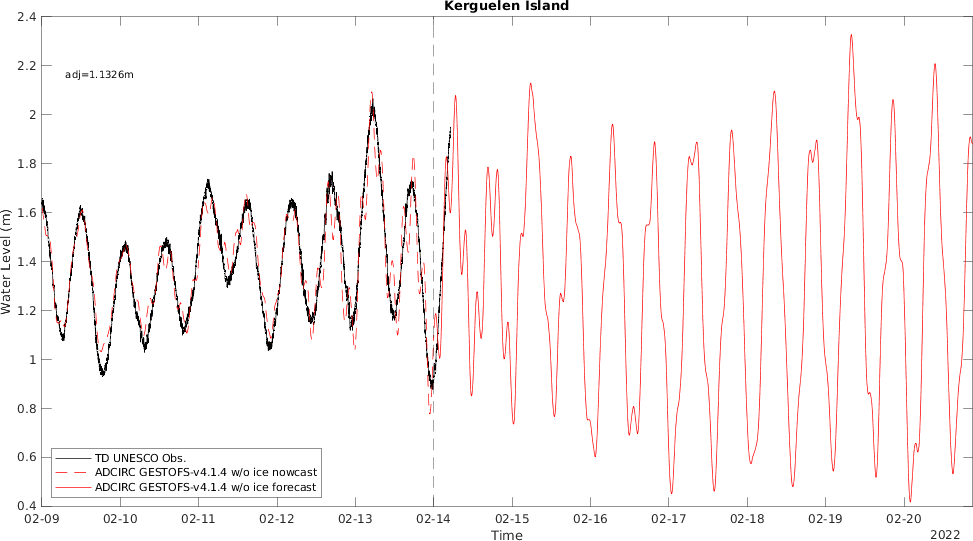 Kerguelen Island
2.4
2.2
2
1.8
1.6
1.4
1.2
1
0.8
0.6
0.4
Water Level (m)
adj=1.1326m
TD UNESCO Obs.
ADCIRC GESTOFS-v4.1.4 w/o ice nowcast
ADCIRC GESTOFS-v4.1.4 w/o ice forecast
02-09 02-10 02-11 02-12 02-13 02-14 02-15 02-16 02-17 02-18 02-19 02-20
Time
2022